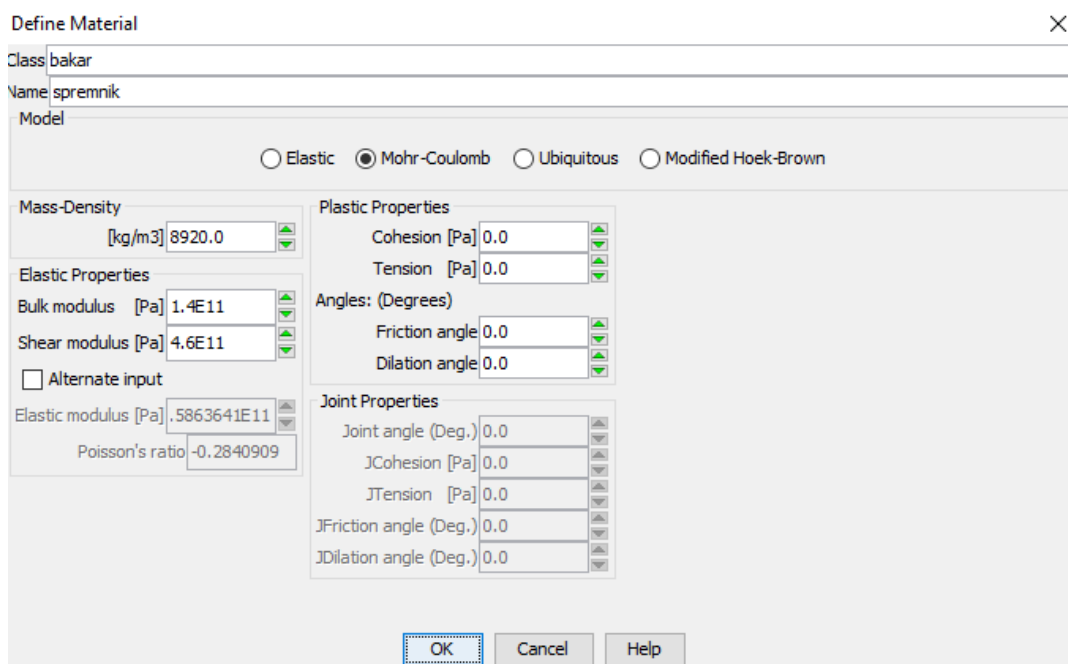 Define Material
Class bakar
Name spremnik
Model
Elastic Mohr-Coulomb Ubiquitous Modified Hoek-Brown
Mass-Density
[kg/m3] 8920.0
Elastic Properties
Bulk modulus [Pa] 1.4E11
Shear modulus [Pa] 4.6E11
Alternate input
Elastic modulus [Pa] .5863641E11
Poisson's ratio -0.2840909
Plastic Properties
Cohesion [Pa] 0.0
Tension [Pa] 0.0
Angles: (Degrees)
Friction angle 0.0
Dilation angle 0.0
Joint Properties
Joint angle (Deg.) 0.0
JCohesion [Pa] 0.0
JTension [Pa] 0.0
JFriction angle (Deg.) 0.0
JDilation angle (Deg.) 0.0
OK Cancel Help